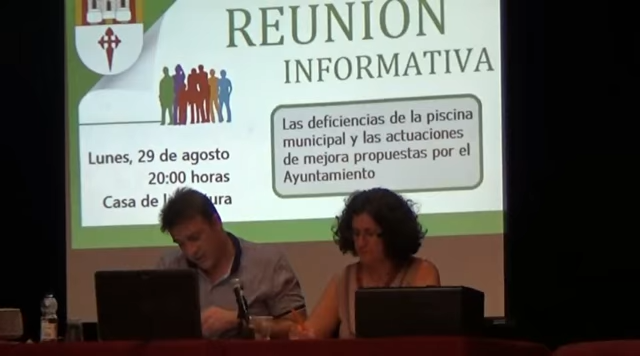 REUNIÓN
INFORMATIVA
Las deficiencias de la piscina
municipal y las actuaciones
de mejora propuestas por el
Ayuntamiento
Lunes, 29 de agosto
20:00 horas
Casa de